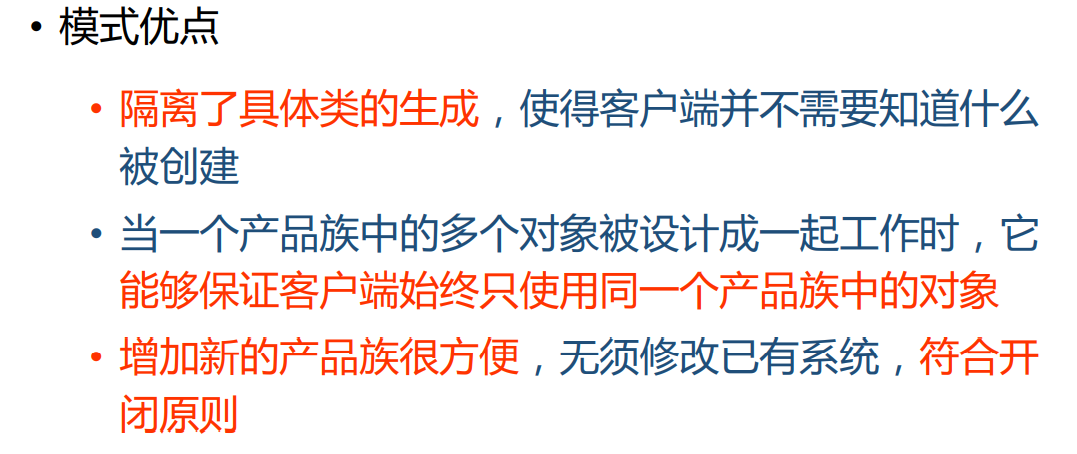 • 模式优点
• 隔离了具体类的生成，使得客户端并不需要知道什么
被创建
• 当一个产品族中的多个对象被设计成一起工作时，它
能够保证客户端始终只使用同一个产品族中的对象
• 增加新的产品族很方便，无须修改已有系统，符合开
闭原则